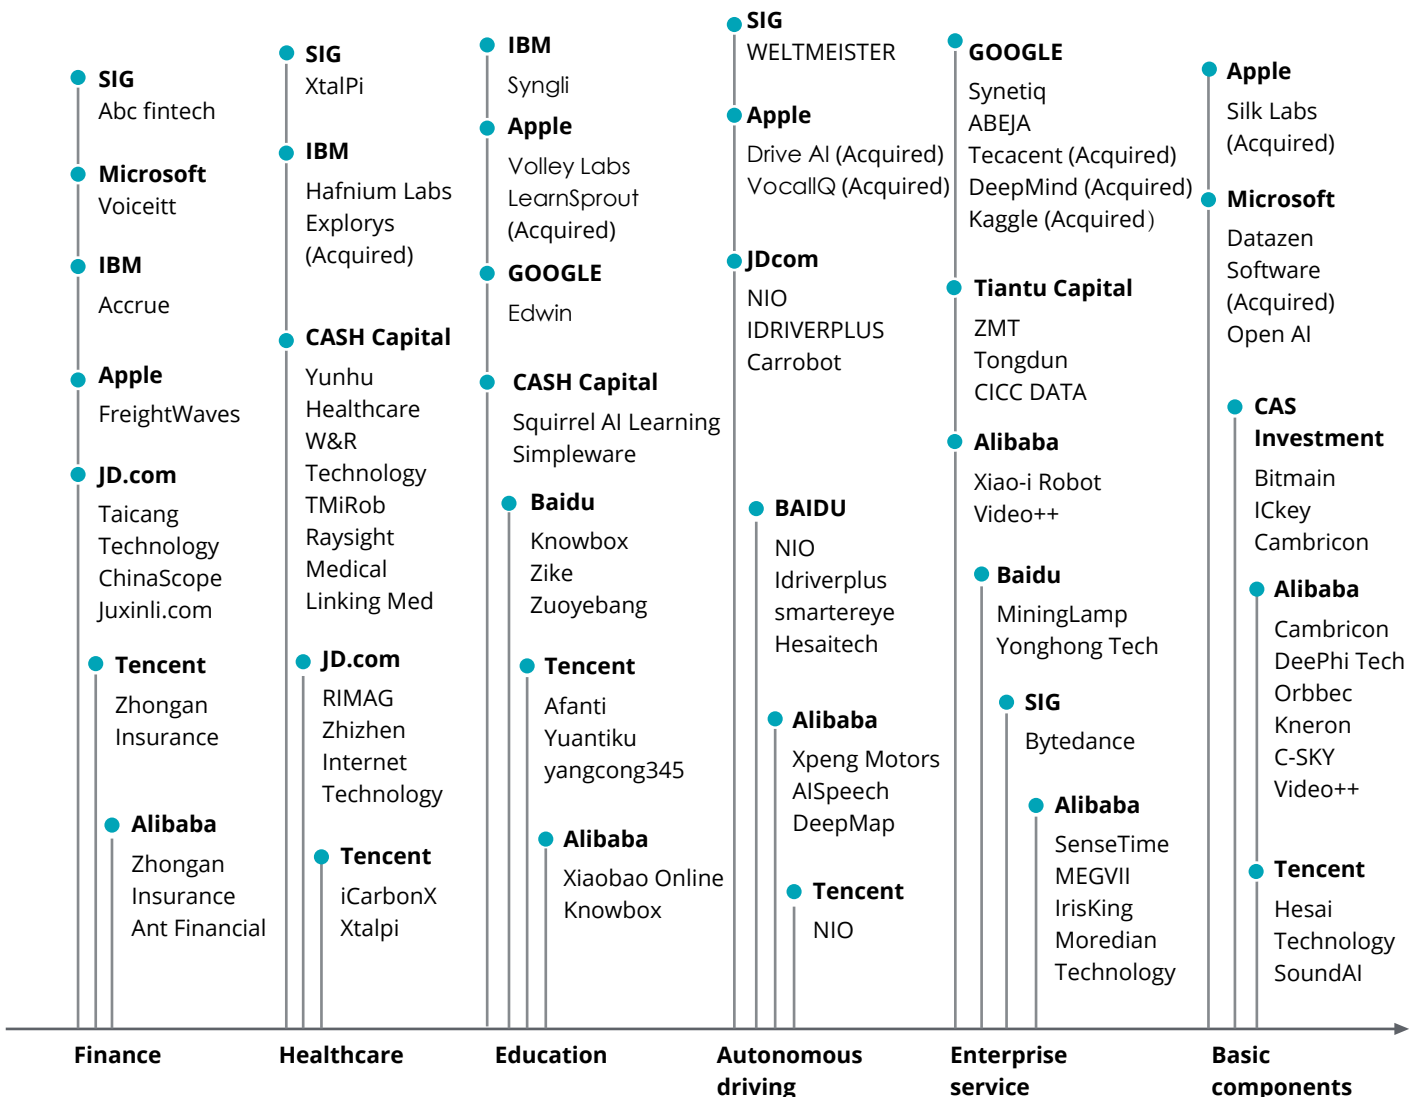 SIG
Abc fintech
Microsoft
Voiceitt
IBM
Accrue
Apple
FreightWaves
JD.com
Taicang
Technology
ChinaScope
Juxinli.com
Tencent
Zhongan
Insurance
Alibaba
Zhongan
Insurance
Ant Financial
Finance
SIG
XtalPi
IBM
Hafnium Labs
Explorys
(Acquired)
CASH Capital
Yunhu
Healthcare
W&R
Technology
TMiRob
Raysight
Medical
Linking Med
JD.com
RIMAG
Zhizhen
Internet
Technology
Tencent
iCarbonX
Xtalpi
Healthcare
IBM
Syngli
Apple
Volley Labs
LearnSprout
(Acquired)
GOOGLE
Edwin
CASH Capital
Squirrel AI Learning
Simpleware
Baidu
Knowbox
Zike
Zuoyebang
Tencent
Afanti
Yuantiku
yangcong345
Alibaba
Xiaobao Online
Knowbox
Education
SIG
WELTMEISTER
Apple
Drive AI (Acquired)
VocalIQ (Acquired)
JDcom
NIO
IDRIVERPLUS
Carrobot
BAIDU
NIO
Idriverplus
smartereye
Hesaitech
Alibaba
Xpeng Motors
AISpeech
DeepMap
Tencent
NIO
Autonomous
driving
GOOGLE
Synetiq
ABEJA
Tecacent (Acquired)
DeepMind (Acquired)
Kaggle (Acquired）
Tiantu Capital
ZMT
Tongdun
CICC DATA
Alibaba
Xiao-i Robot
Video++
Baidu
MiningLamp
Yonghong Tech
SIG
Bytedance
Alibaba
SenseTime
MEGVII
IrisKing
Moredian
Technology
Enterprise
service
Apple
Silk Labs
(Acquired)
Microsoft
Datazen
Software
(Acquired)
Open AI
CAS
Investment
Bitmain
ICkey
Cambricon
Alibaba
Cambricon
DeePhi Tech
Orbbec
Kneron
C-SKY
Video++
Tencent
Hesai
Technology
SoundAI
Basic
components